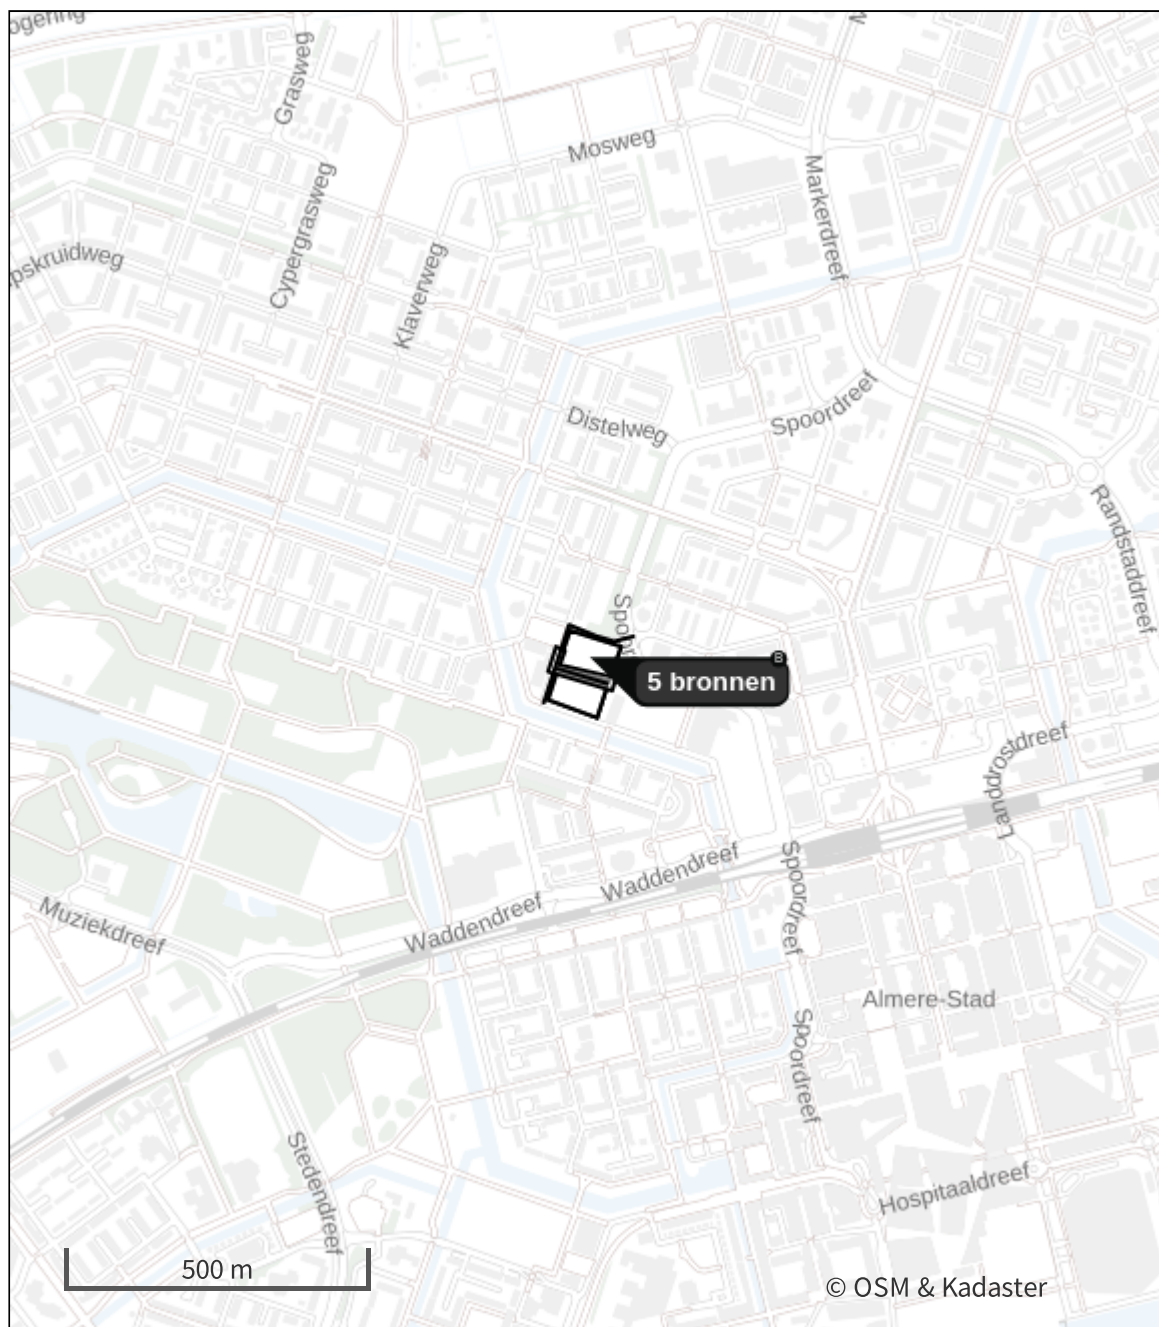 Grasweg
Mosweg
Cypergrasweg
Markerdreef
Klaverweg
Distelweg
Spoordreef
Randstaddreef
5 bronnen
B
Landdrostdreef
Waddendreef
Waddendreef
Spoordreef
Muziekdreef
Almere-Stad
Spoordreef
Stedendreef
Hospitaaldreef
500 m
© OSM & Kadaster